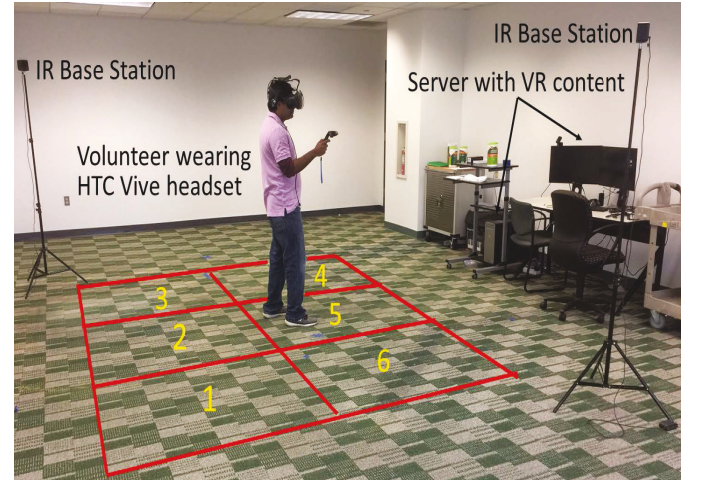 IR Base Station
IR Base Station
Server with VR content
Volunteer wearing
HTC Vive headset
4
3
5
2
6
1